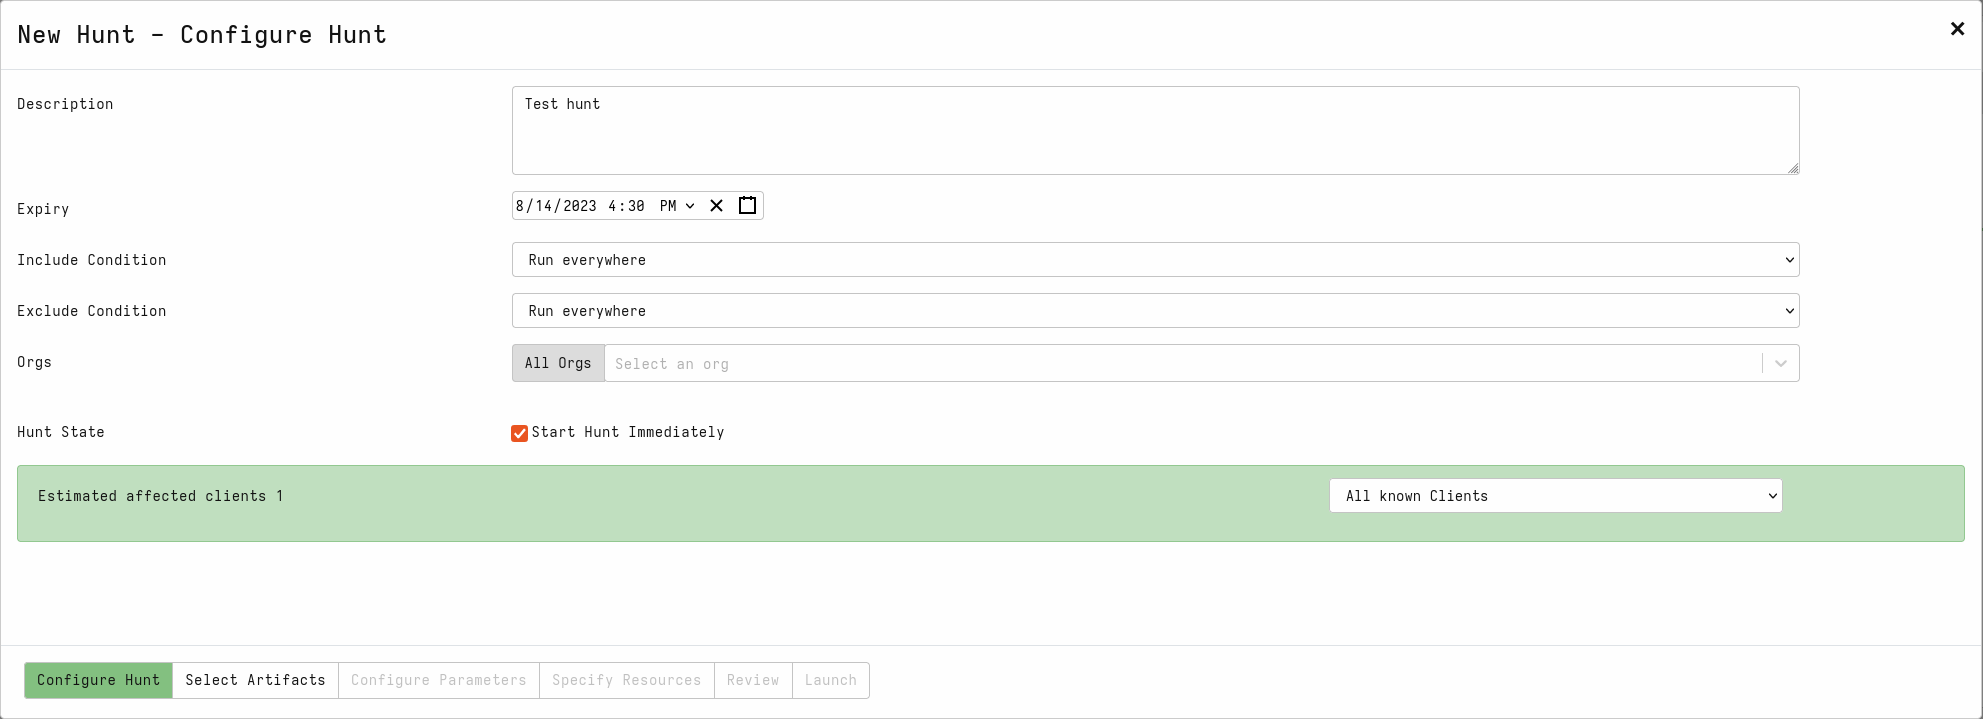 New Hunt - Configure Hunt
Description
Test hunt
Expiry
8/14/2023 4:30 PM
Include Condition
Run everywhere
Exclude Condition
Run everywhere
Orgs
All Orgs
Select an org
Hunt State
Start Hunt Immediately
Estimated affected clients 1
All known Clients
Configure Hunt
Select Artifacts
Configure Parameters
Specify Resources
Review
Launch